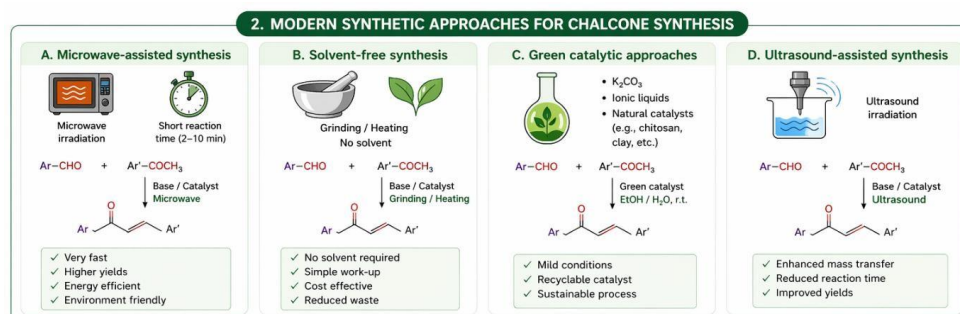 2. MODERN SYNTHETIC APPROACHES FOR CHALCONE SYNTHESIS
A. Microwave-assisted synthesis
Microwave
irradiation
Short reaction
time (2–10 min)
Ar–CHO + Ar'–COCH₃
Base / Catalyst
Microwave
O
Ar Ar'
✓ Very fast
✓ Higher yields
✓ Energy efficient
✓ Environment friendly
B. Solvent-free synthesis
Grinding / Heating
No solvent
Ar–CHO + Ar'–COCH₃
Base / Catalyst
Grinding / Heating
O
Ar Ar'
✓ No solvent required
✓ Simple work-up
✓ Cost effective
✓ Reduced waste
C. Green catalytic approaches
• K₂CO₃
• Ionic liquids
• Natural catalysts
(e.g., chitosan,
clay, etc.)
Ar–CHO + Ar'–COCH₃
Green catalyst
EtOH / H₂O, r.t.
O
Ar Ar'
✓ Mild conditions
✓ Recyclable catalyst
✓ Sustainable process
D. Ultrasound-assisted synthesis
Ultrasound
irradiation
Ar–CHO + Ar'–COCH₃
Base / Catalyst
Ultrasound
O
Ar Ar'
✓ Enhanced mass transfer
✓ Reduced reaction time
✓ Improved yields